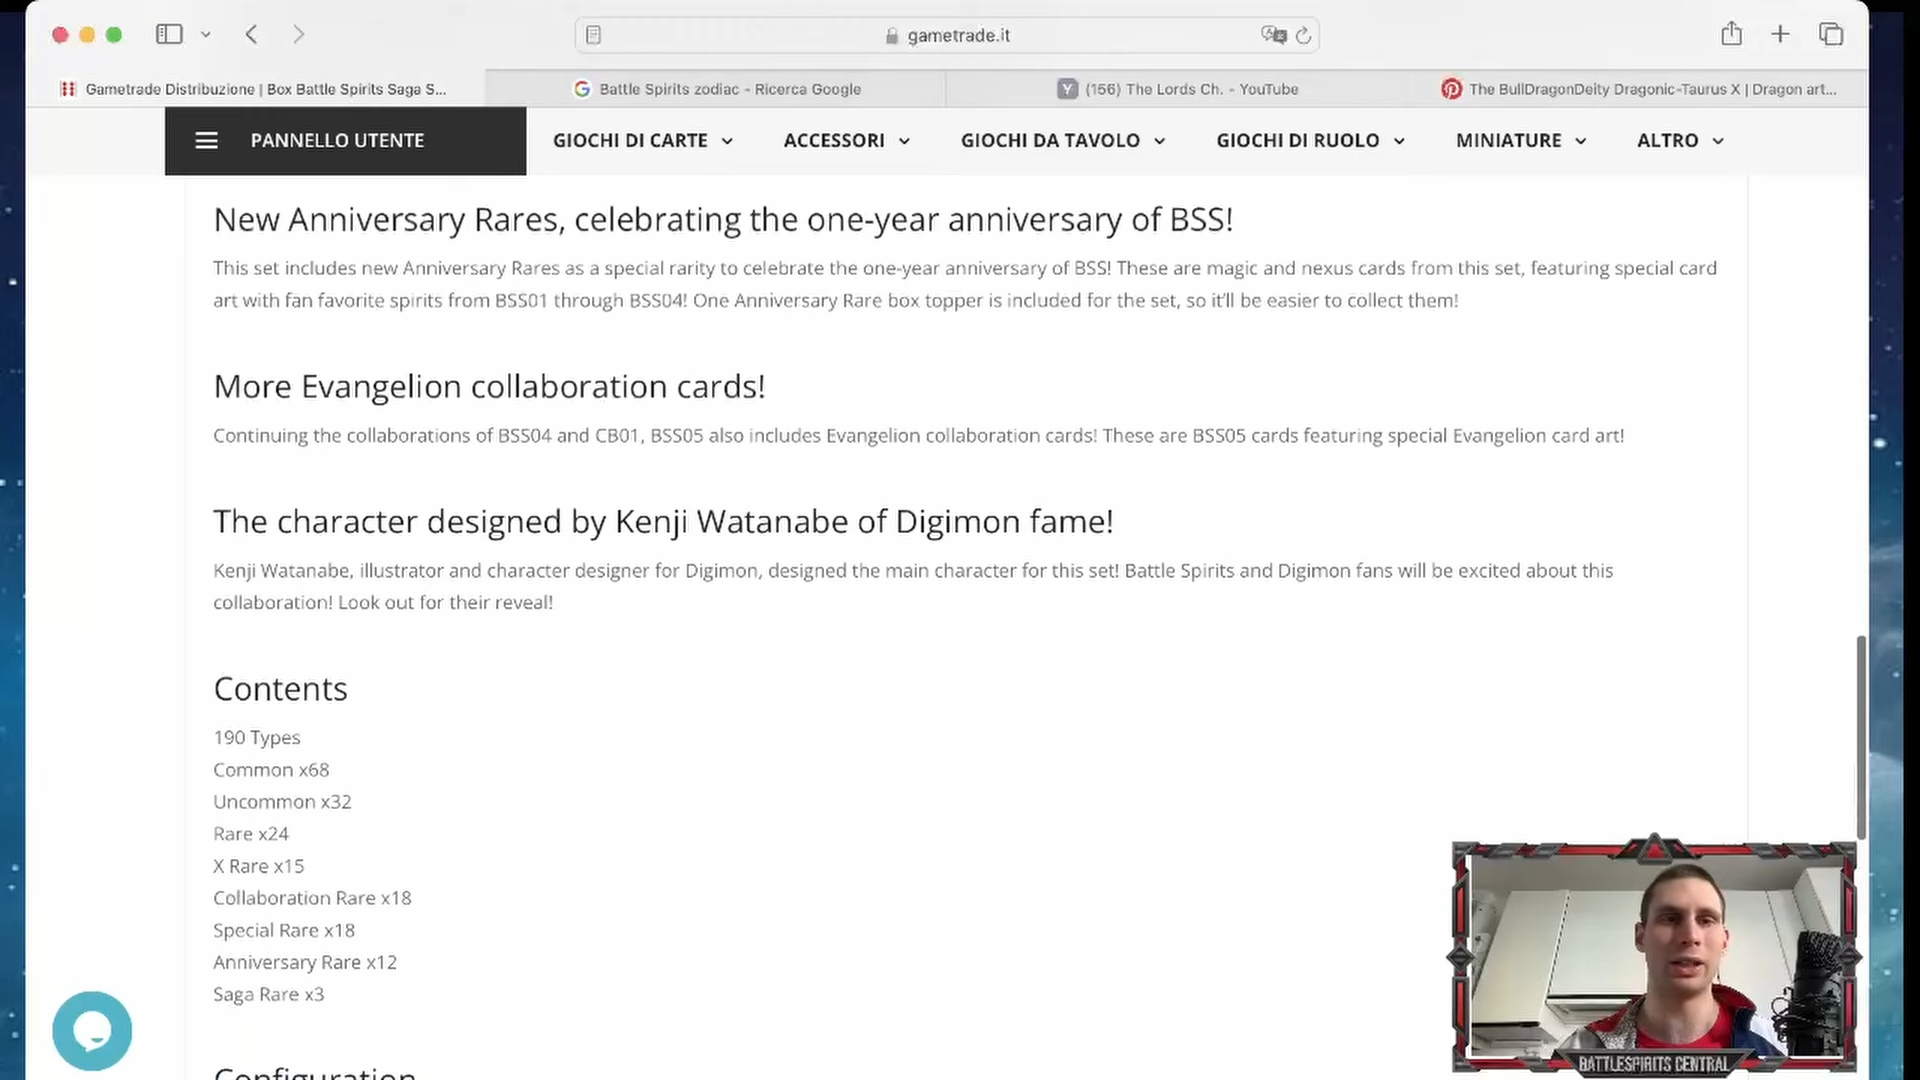 gametrade.it
Gametrade Distribuzione | Box Battle Spirits Saga S...
Battle Spirits zodiac - Ricerca Google
(156) The Lords Ch. - YouTube
The BullDragonDeity Dragonic-Taurus X | Dragon art...
PANNELLO UTENTE
GIOCHI DI CARTE
ACCESSORI
GIOCHI DA TAVOLO
GIOCHI DI RUOLO
MINIATURE
ALTRO
New Anniversary Rares, celebrating the one-year anniversary of BSS!
This set includes new Anniversary Rares as a special rarity to celebrate the one-year anniversary of BSS! These are magic and nexus cards from this set, featuring special card
art with fan favorite spirits from BSS01 through BSS04! One Anniversary Rare box topper is included for the set, so it'll be easier to collect them!
More Evangelion collaboration cards!
Continuing the collaborations of BSS04 and CB01, BSS05 also includes Evangelion collaboration cards! These are BSS05 cards featuring special Evangelion card art!
The character designed by Kenji Watanabe of Digimon fame!
Kenji Watanabe, illustrator and character designer for Digimon, designed the main character for this set! Battle Spirits and Digimon fans will be excited about this
collaboration! Look out for their reveal!
Contents
190 Types
Common x68
Uncommon x32
Rare x24
X Rare x15
Collaboration Rare x18
Special Rare x18
Anniversary Rare x12
Saga Rare x3
Configuration
BATTLESPIRITS CENTRAL